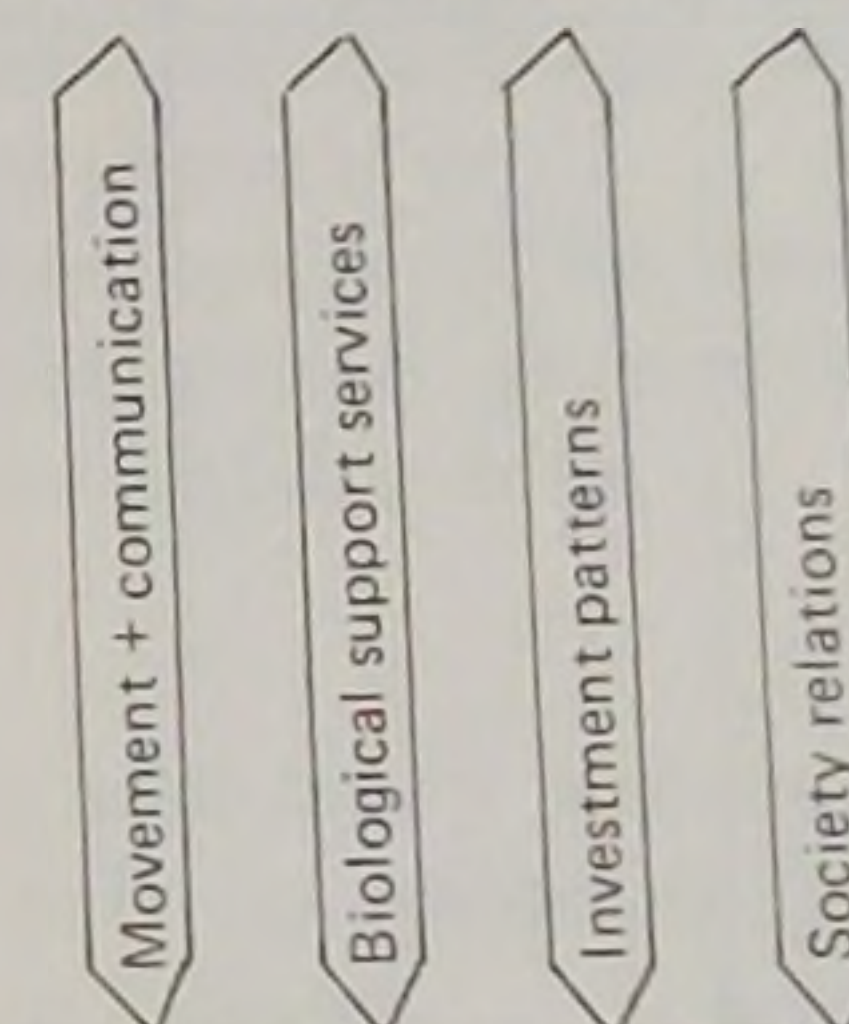 Movement + communication
Biological support services
Investment patterns
Society relations